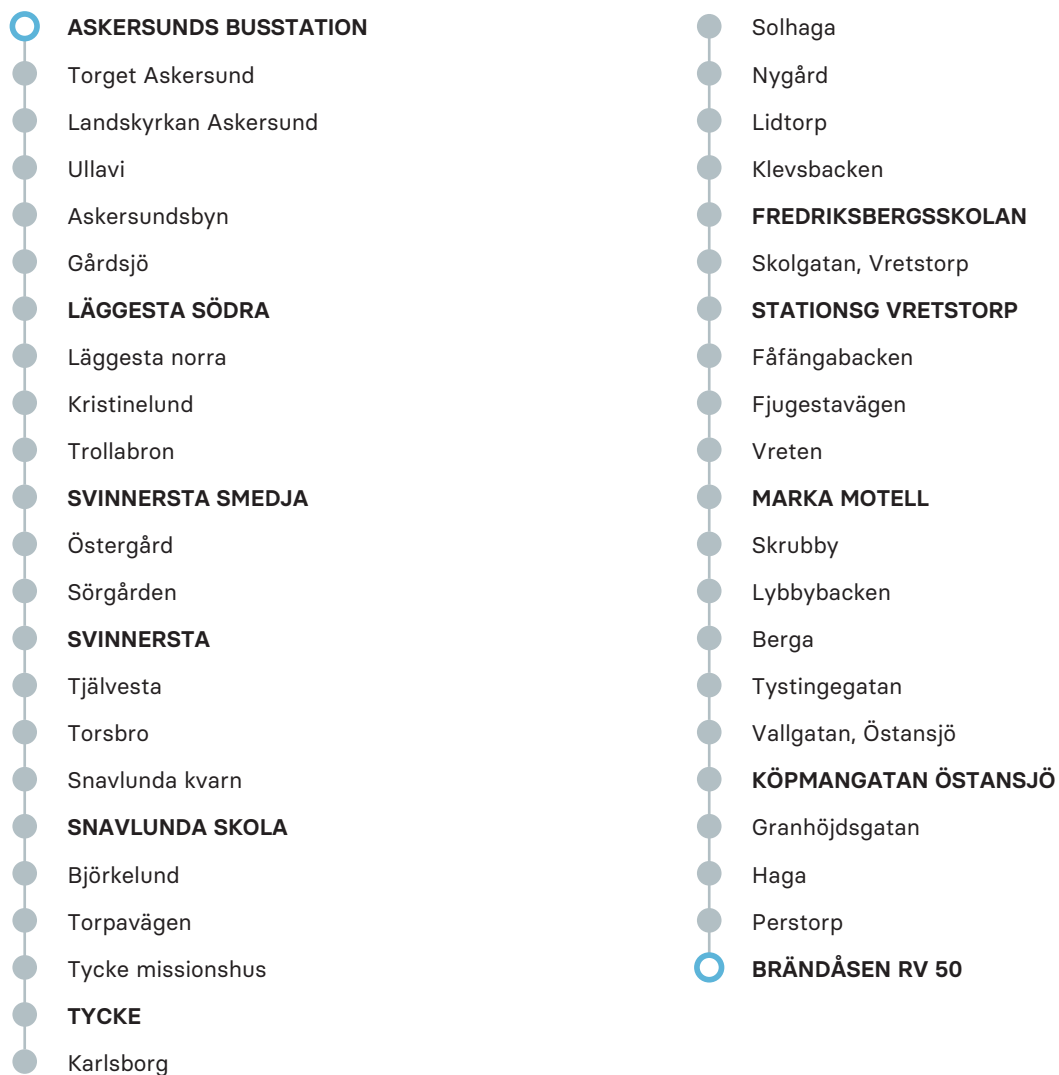 ASKERSUNDS BUSSTATION
Torget Askersund
Landskyrkan Askersund
Ullavi
Askersundsbyn
Gårdsjö
LÄGGESTA SÖDRA
Läggesta norra
Kristinelund
Trollabron
SVINNERSTA SMEDJA
Östergård
Sörgården
SVINNERSTA
Tjälvesta
Torsbro
Snavlunda kvarn
SNAVLUNDA SKOLA
Björkelund
Torpavägen
Tycke missionshus
TYCKE
Karlsborg
Solhaga
Nygård
Lidtorp
Klevsbacken
FREDRIKSBERGSSKOLAN
Skolgatan, Vretstorp
STATIONSG VRETSTORP
Fåfängabacken
Fjugestavägen
Vreten
MARKA MOTELL
Skrubby
Lybbybacken
Berga
Tystingegatan
Vallgatan, Östansjö
KÖPMANGATAN ÖSTANSJÖ
Granhöjdsgatan
Haga
Perstorp
BRÄNDÅSEN RV 50